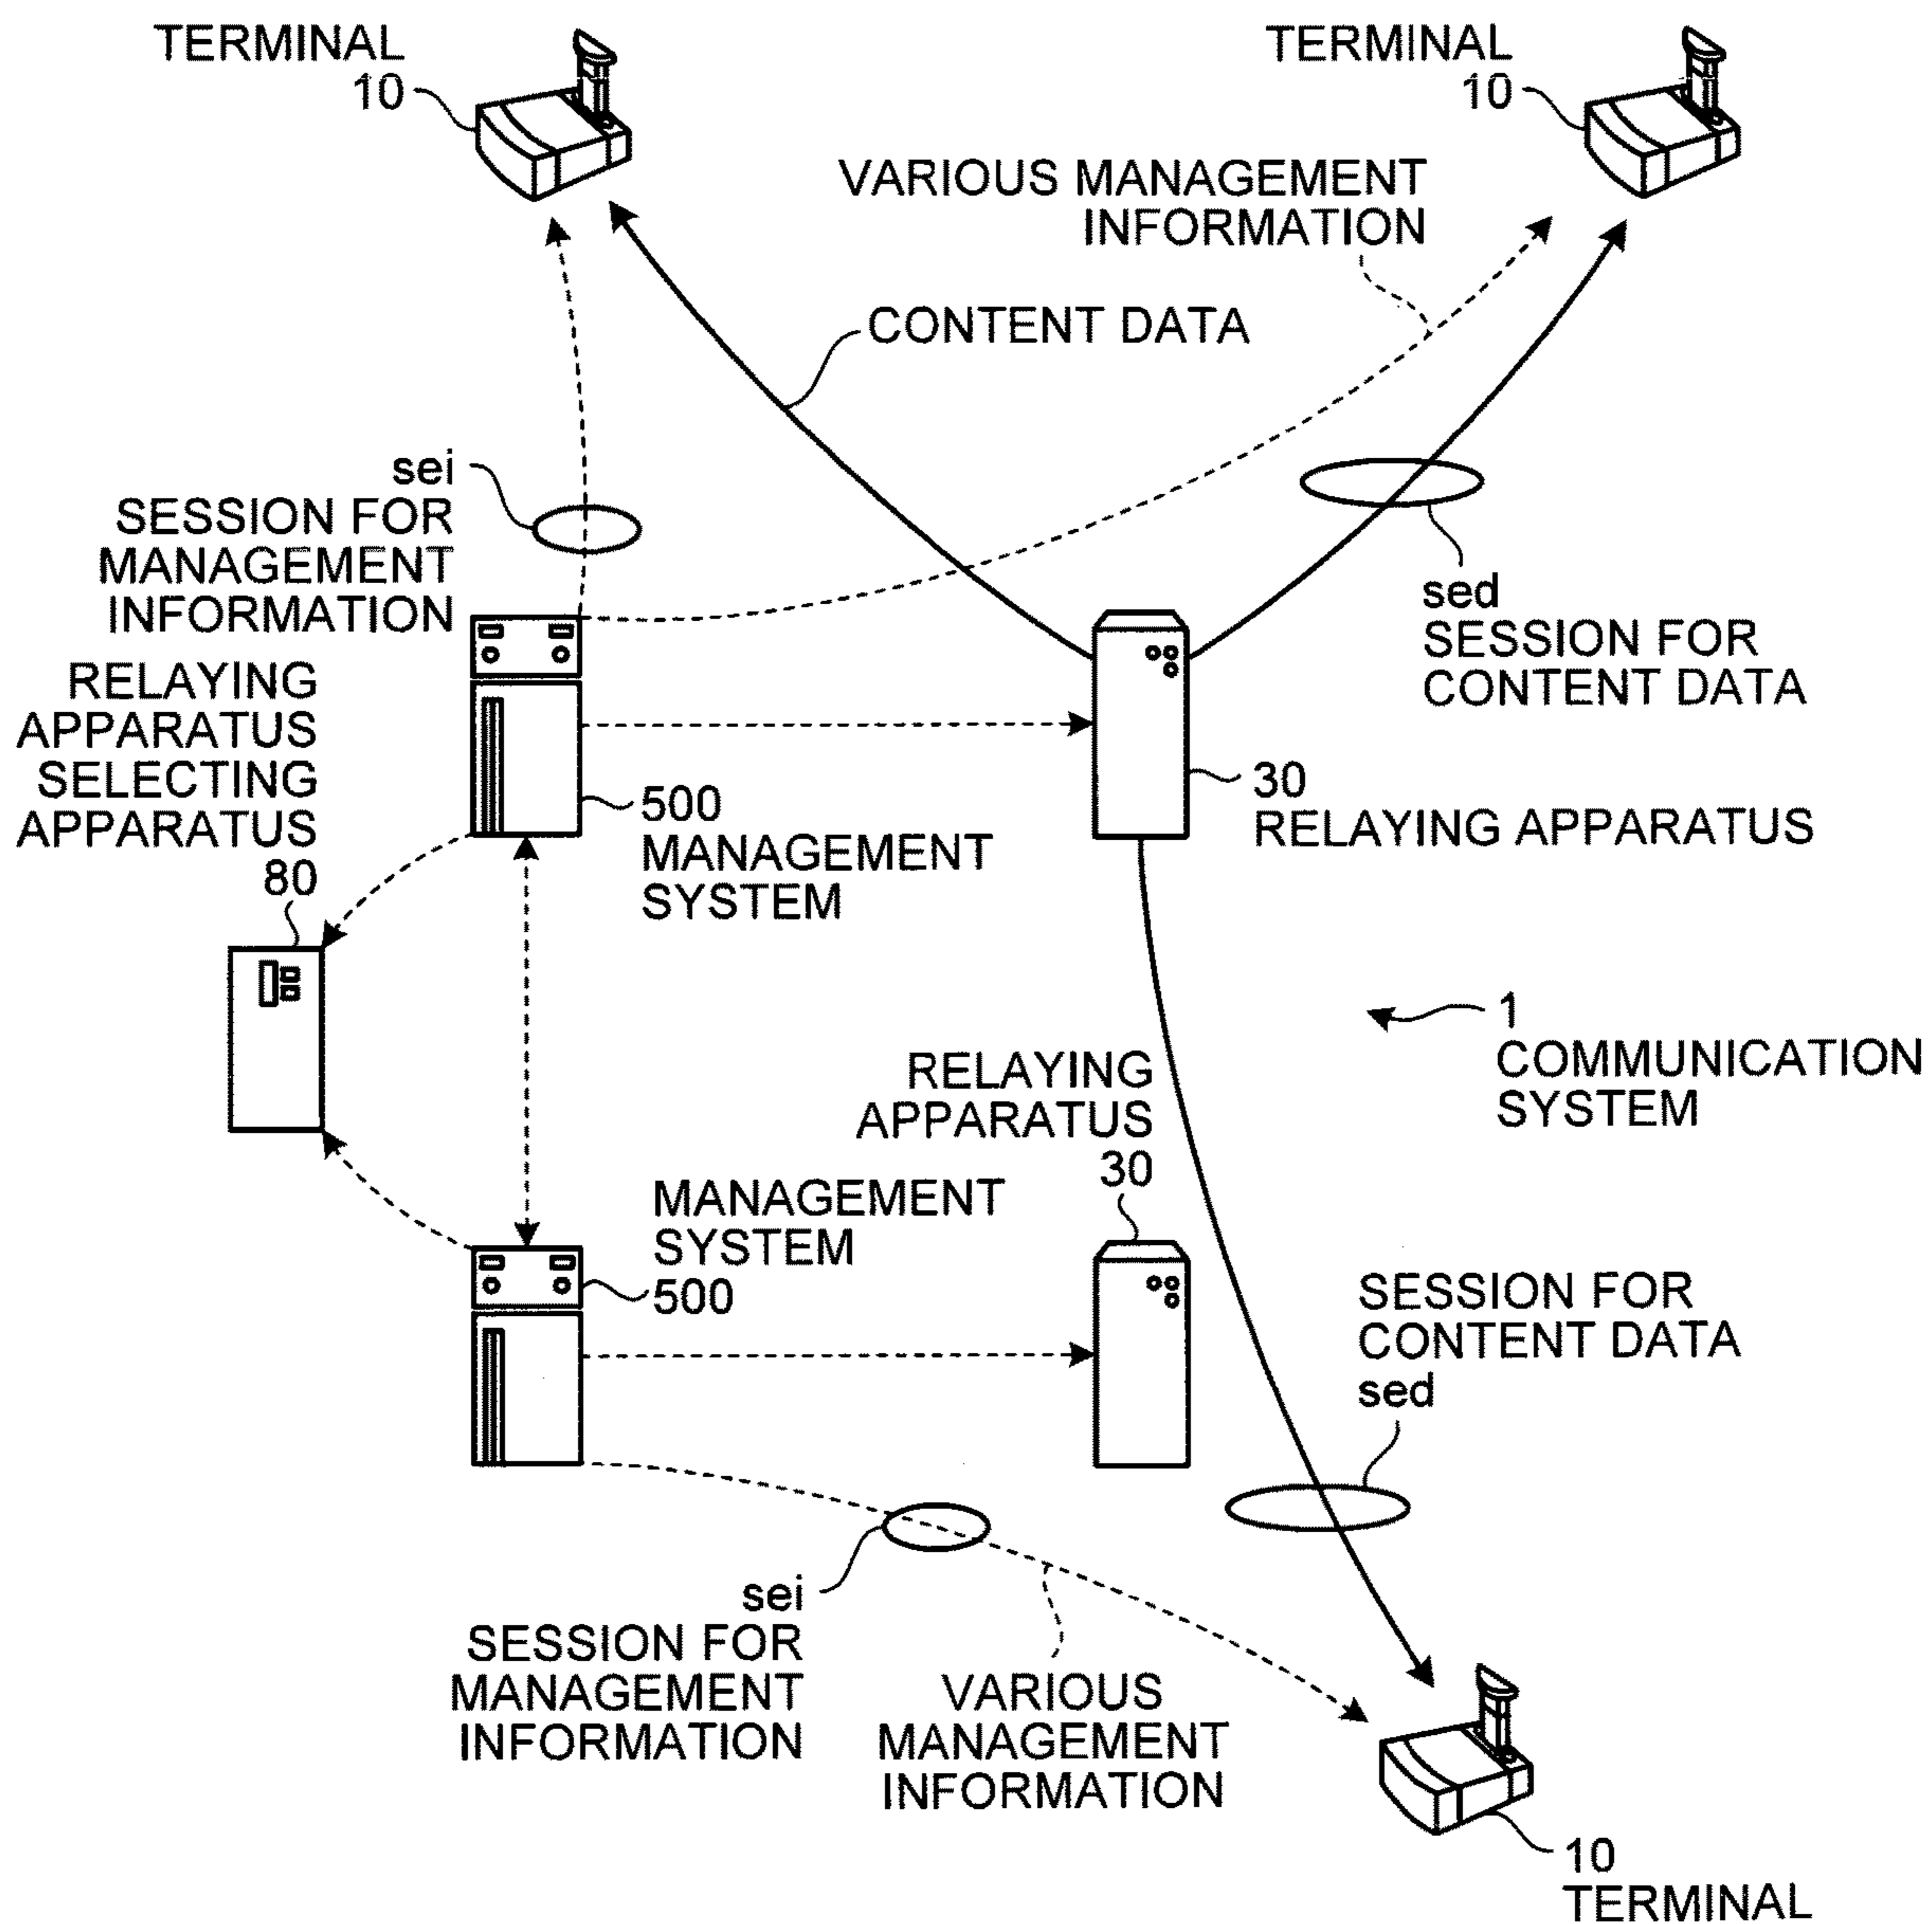 TERMINAL
10
TERMINAL
10
VARIOUS MANAGEMENT
INFORMATION
CONTENT DATA
sei
SESSION FOR
MANAGEMENT
INFORMATION
sed
SESSION FOR
CONTENT DATA
RELAYING
APPARATUS
SELECTING
APPARATUS
80
500
MANAGEMENT
SYSTEM
30
RELAYING APPARATUS
1
COMMUNICATION
SYSTEM
RELAYING
APPARATUS
30
MANAGEMENT
SYSTEM
500
SESSION FOR
CONTENT DATA
sed
sei
SESSION FOR
MANAGEMENT
INFORMATION
VARIOUS
MANAGEMENT
INFORMATION
10
TERMINAL